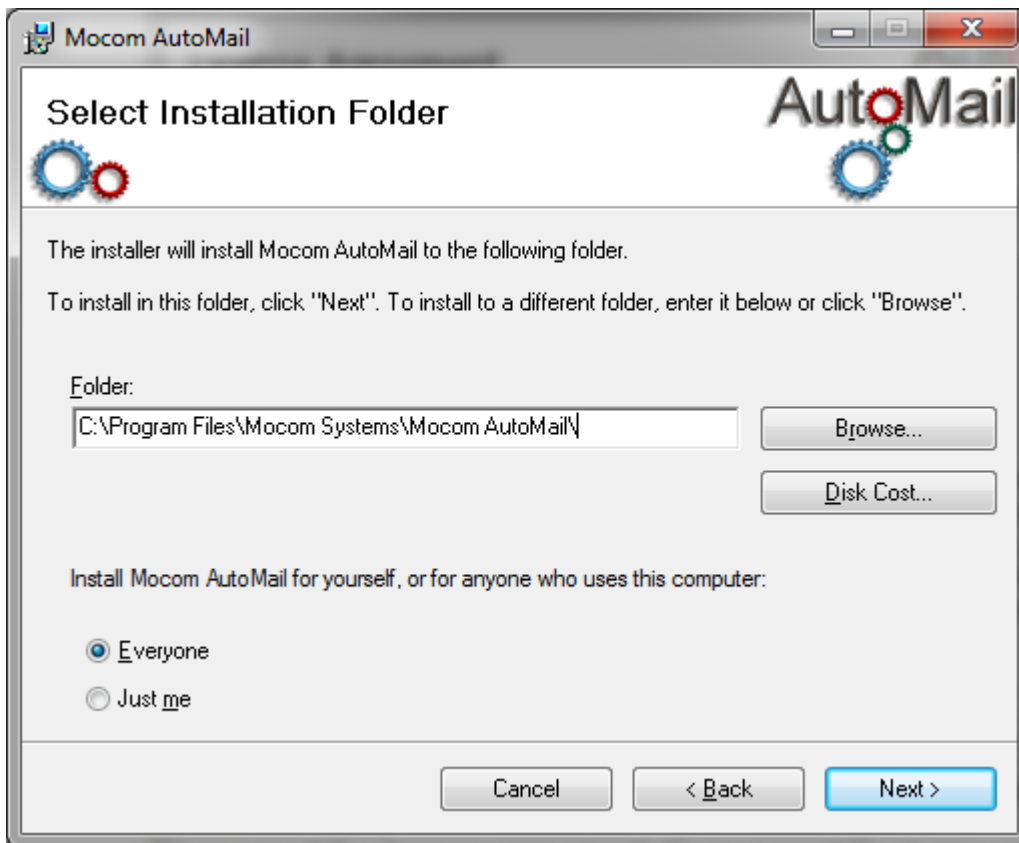 Mocom AutoMail
Select Installation Folder
AutoMail
The installer will install Mocom AutoMail to the following folder.
To install in this folder, click "Next". To install to a different folder, enter it below or click "Browse".
Folder:
C:\Program Files\Mocom Systems\Mocom AutoMail\
Browse...
Disk Cost...
Install Mocom AutoMail for yourself, or for anyone who uses this computer:
Everyone
Just me
Cancel
< Back
Next >